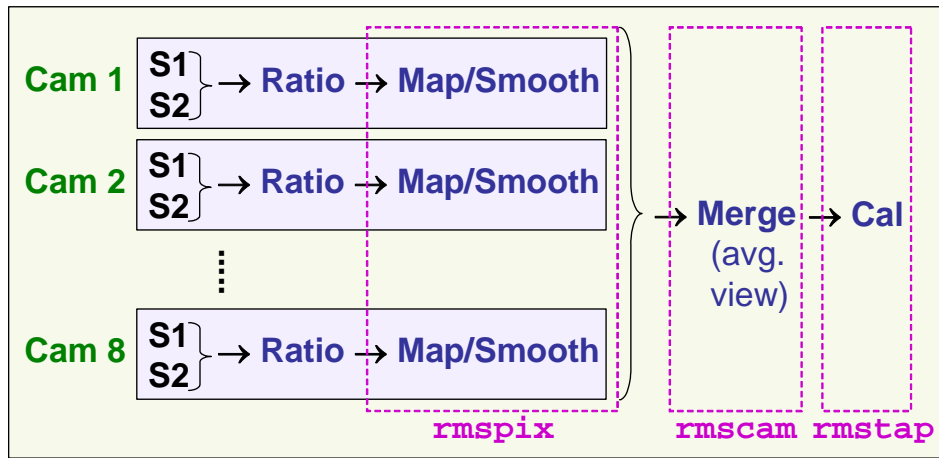 Cam 1
S1
S2
→ Ratio → Map/Smooth
Cam 2
S1
S2
→ Ratio → Map/Smooth
Cam 8
S1
S2
→ Ratio → Map/Smooth
→ Merge → Cal
(avg.
view)
rmspix
rmscam
rmstap